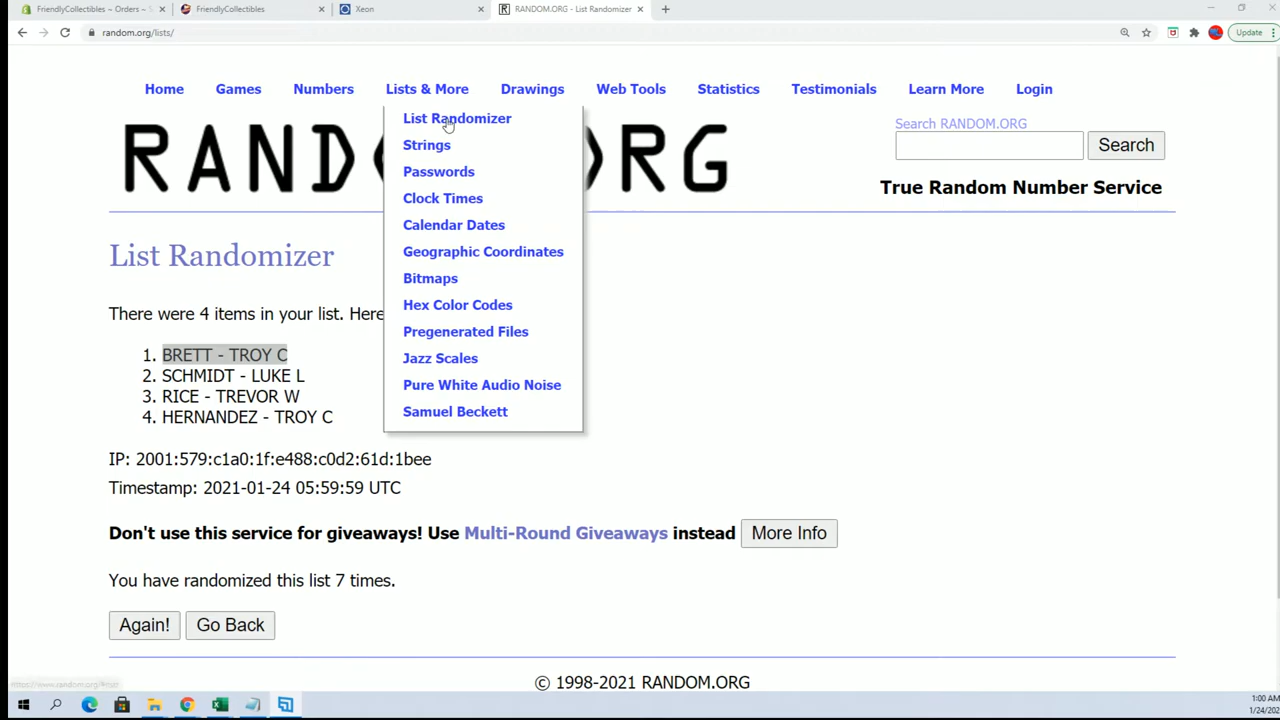 FriendlyCollectibles ~ Orders ~ S
FriendlyCollectibles
Xeon
RANDOM.ORG - List Randomizer
random.org/lists/
Update
Home
Games
Numbers
Lists & More
Drawings
Web Tools
Statistics
Testimonials
Learn More
Login
List Randomizer
Strings
Passwords
Clock Times
Calendar Dates
Geographic Coordinates
Bitmaps
Hex Color Codes
Pregenerated Files
Jazz Scales
Pure White Audio Noise
Samuel Beckett
RAND RG
Search RANDOM.ORG
Search
True Random Number Service
List Randomizer
There were 4 items in your list. Here
1. BRETT - TROY C
2. SCHMIDT - LUKE L
3. RICE - TREVOR W
4. HERNANDEZ - TROY C
IP: 2001:579:c1a0:1f:e488:c0d2:61d:1bee
Timestamp: 2021-01-24 05:59:59 UTC
Don't use this service for giveaways! Use Multi-Round Giveaways instead
More Info
You have randomized this list 7 times.
Again!
Go Back
© 1998-2021 RANDOM.ORG
1:00 AM
1/24/202